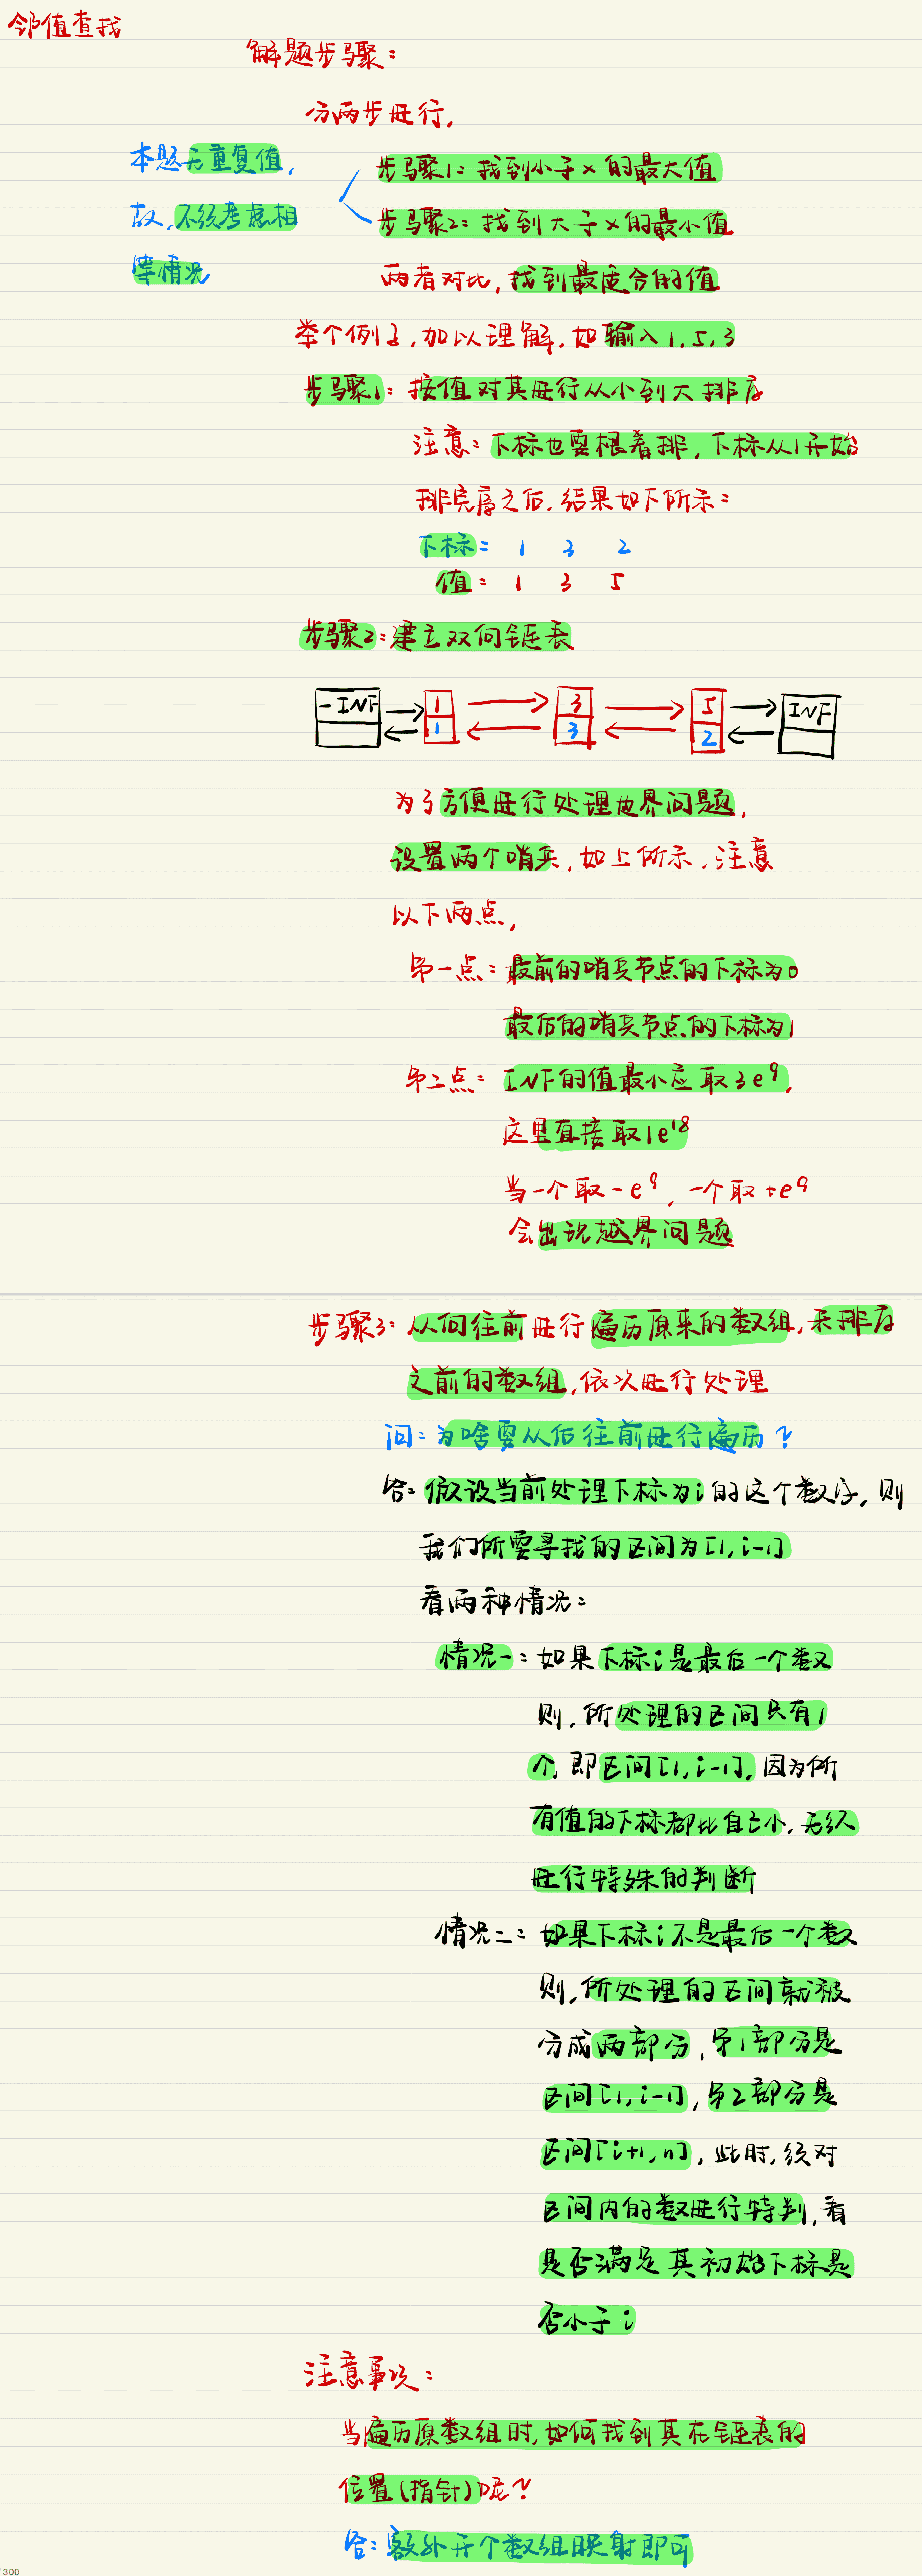 邻值查找
解题步骤:
分两步进行,
本题无重复值,
故,不须考虑相
等情况
步骤1: 找到小于x的最大值
步骤2: 找到大于x的最小值
两者对比,找到最适合的值
举个例子,加以理解,如输入1,5,3
步骤1: 按值对其进行从小到大排序
注意: 下标也要根着排,下标从1开始
排完序之后,结果如下所示:
下标: 1 3 2
值: 1 3 5
步骤2: 建立双向链表
-INF 1 3 5 INF
1 3 2
为了方便进行处理边界问题,
设置两个哨兵,如上所示,注意
以下两点,
第一点: 最前的哨兵节点的下标为0
最后的哨兵节点的下标为1
第二点: INF的值最小应取3e⁹,
这里直接取1e¹⁸
当一个取-e⁹,一个取+e⁹
会出现越界问题
步骤3: 从后往前进行遍历原来的数组,未排序
之前的数组,依次进行处理
问: 为啥要从后往前进行遍历?
答: 假设当前处理下标为i的这个数字,则
我们所要寻找的区间为[1,i-1]
看两种情况:
情况一: 如果下标i是最后一个数
则,所处理的区间只有1
个,即区间[1,i-1],因为所
有值的下标都比自己小,无须
进行特殊的判断
情况二: 如果下标i不是最后一个数
则,所处理的区间就被
分成两部分,第1部分是
区间[1,i-1],第2部分是
区间[i+1,n],此时,须对
区间内的数进行特判,看
是否满足其初始下标是
否小于i
注意事项:
当遍历原数组时,如何找到其在链表的
位置(指针)呢?
答: 额外开个数组映射即可
/300